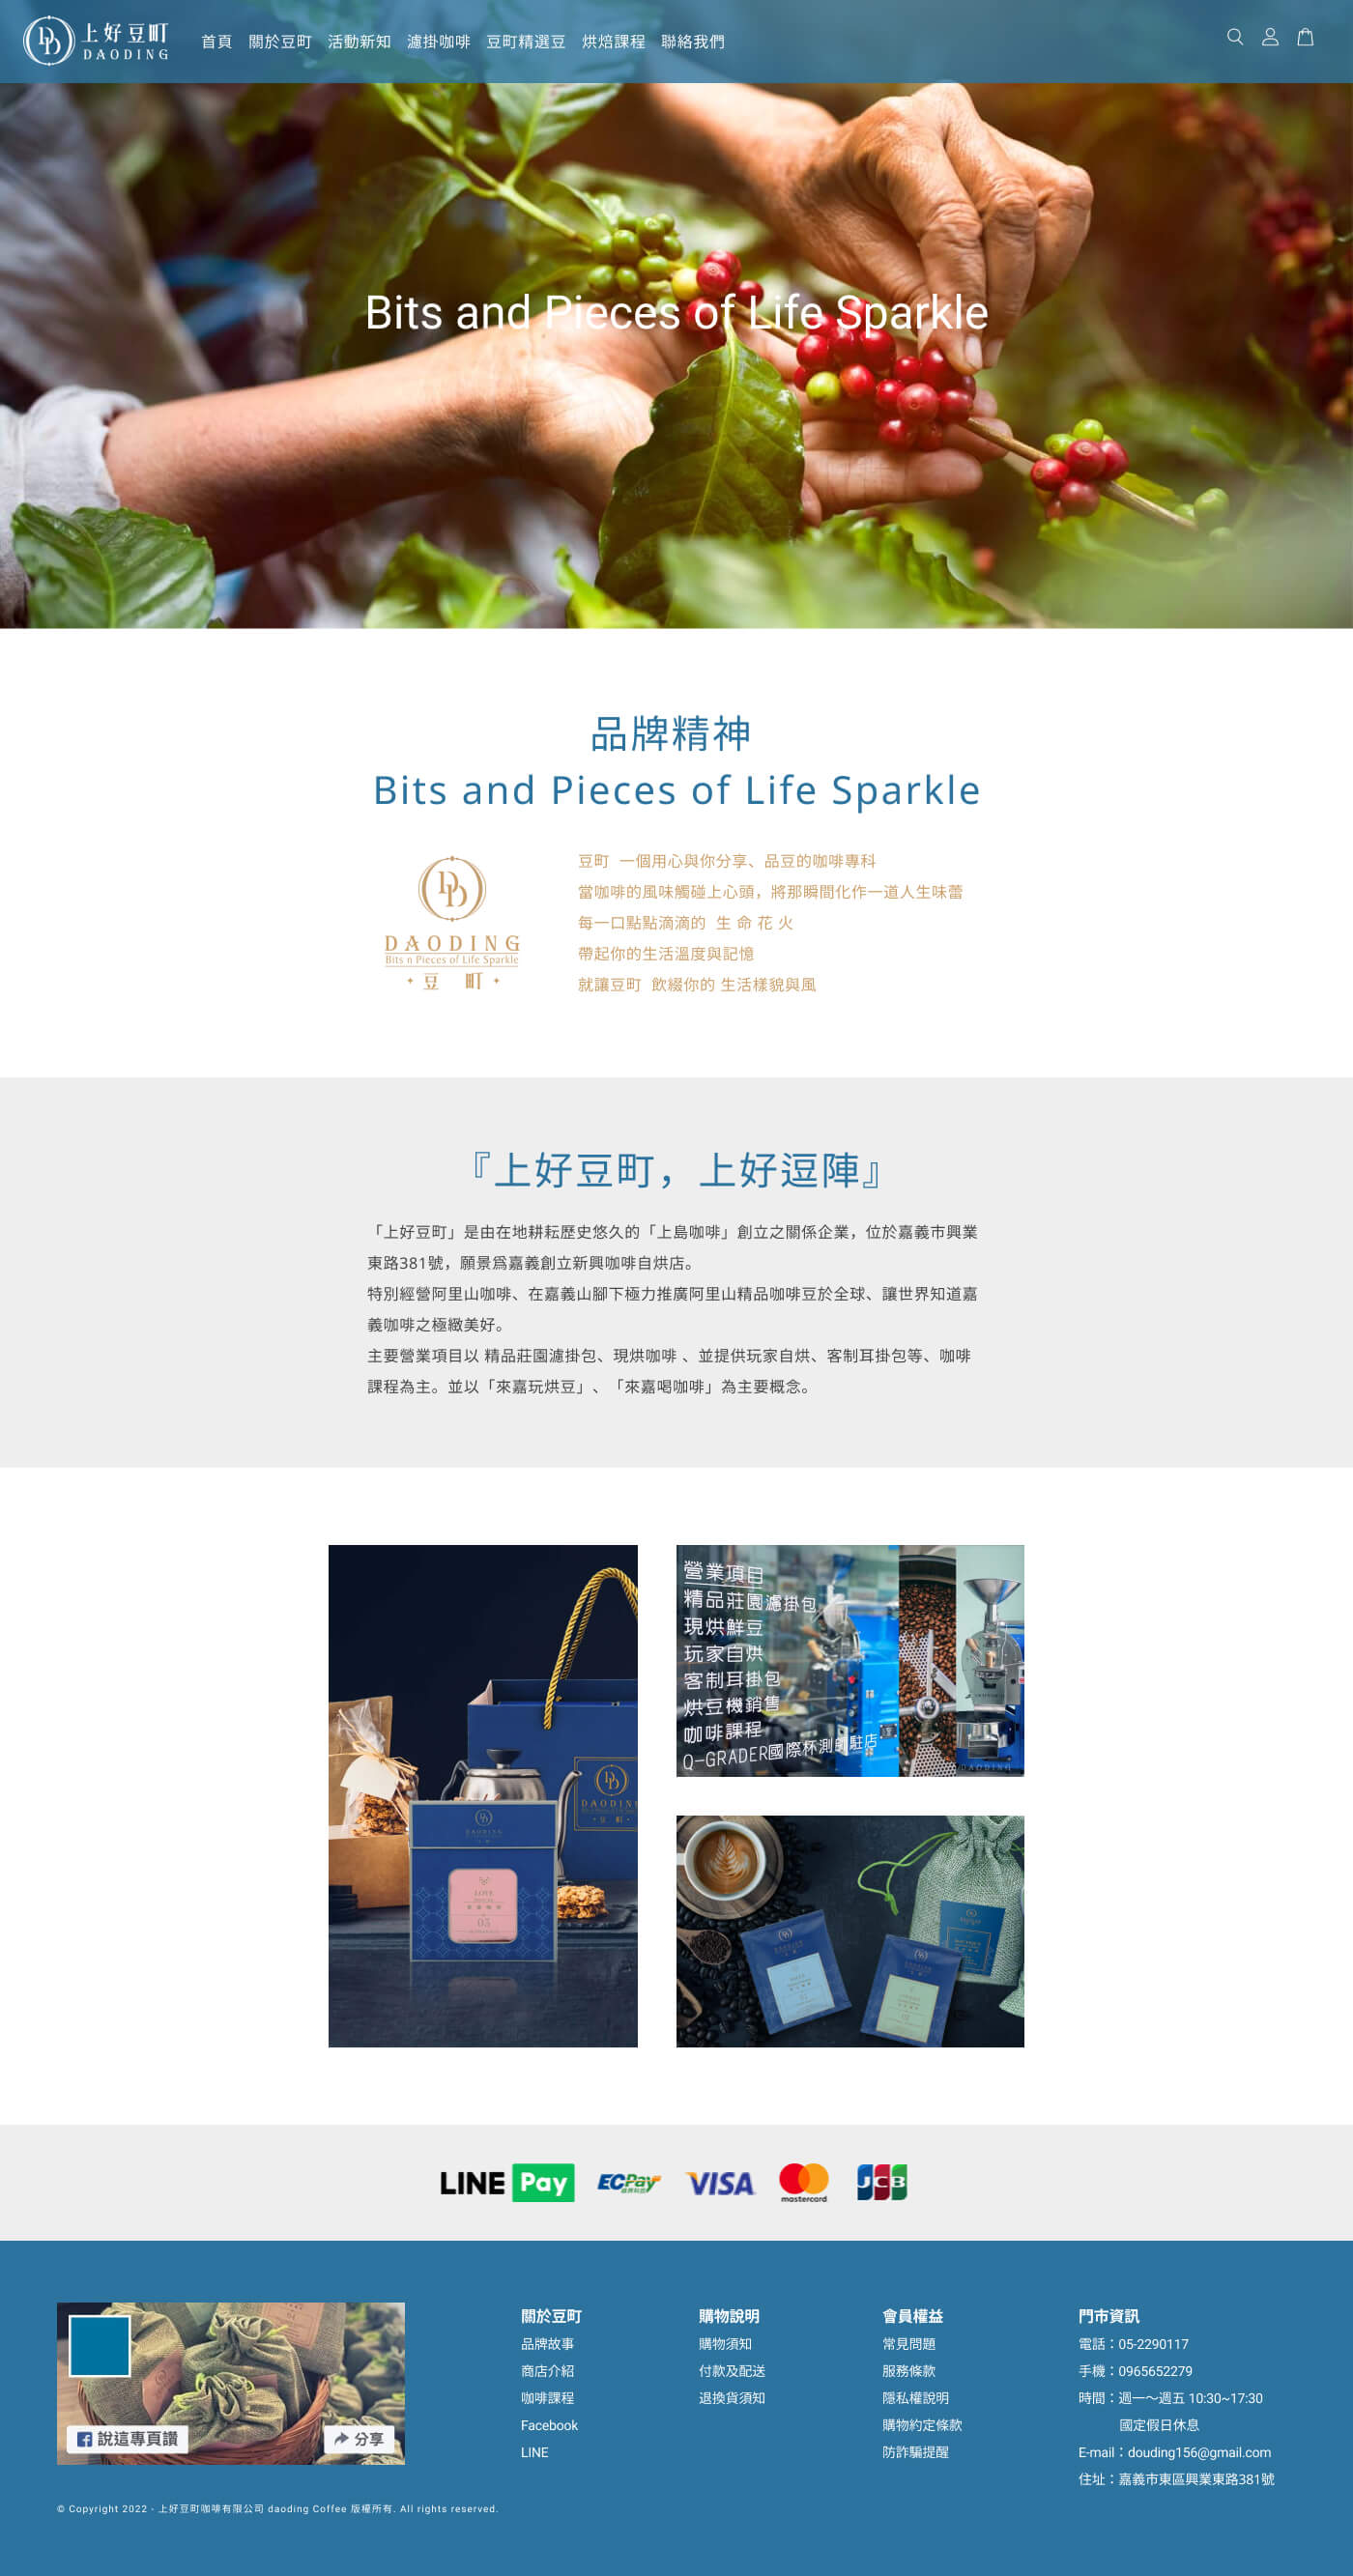 上好豆町
DAODING
首頁 關於豆町 活動新知 濾掛咖啡 豆町精選豆 烘焙課程 聯絡我們
Bits and Pieces of Life Sparkle
品牌精神
Bits and Pieces of Life Sparkle
DAODING
Bits n Pieces of Life Sparkle
豆 町
豆町 一個用心與你分享、品豆的咖啡專科
當咖啡的風味觸碰上心頭，將那瞬間化作一道人生味蕾
每一口點點滴滴的 生 命 花 火
帶起你的生活溫度與記憶
就讓豆町 飲綴你的 生活樣貌與風
『上好豆町，上好逗陣』
「上好豆町」是由在地耕耘歷史悠久的「上島咖啡」創立之關係企業，位於嘉義市興業
東路381號，願景爲嘉義創立新興咖啡自烘店。
特別經營阿里山咖啡、在嘉義山腳下極力推廣阿里山精品咖啡豆於全球、讓世界知道嘉
義咖啡之極緻美好。
主要營業項目以 精品莊園濾掛包、現烘咖啡 、並提供玩家自烘、客制耳掛包等、咖啡
課程為主。並以「來嘉玩烘豆」、「來嘉喝咖啡」為主要概念。
DAODING
豆 町
LOVE
03
營業項目
精品莊園濾掛包
現烘鮮豆
玩家自烘
客制耳掛包
烘豆機銷售
咖啡課程
Q-GRADER國際杯測師駐店
DAODING
LINE Pay ECPay 綠界科技 VISA mastercard JCB
說這專頁讚
分享
關於豆町
品牌故事
商店介紹
咖啡課程
Facebook
LINE
購物說明
購物須知
付款及配送
退換貨須知
會員權益
常見問題
服務條款
隱私權說明
購物約定條款
防詐騙提醒
門市資訊
電話：05-2290117
手機：0965652279
時間：週一～週五 10:30~17:30
國定假日休息
E-mail：douding156@gmail.com
住址：嘉義市東區興業東路381號
© Copyright 2022 - 上好豆町咖啡有限公司 daoding Coffee 版權所有. All rights reserved.